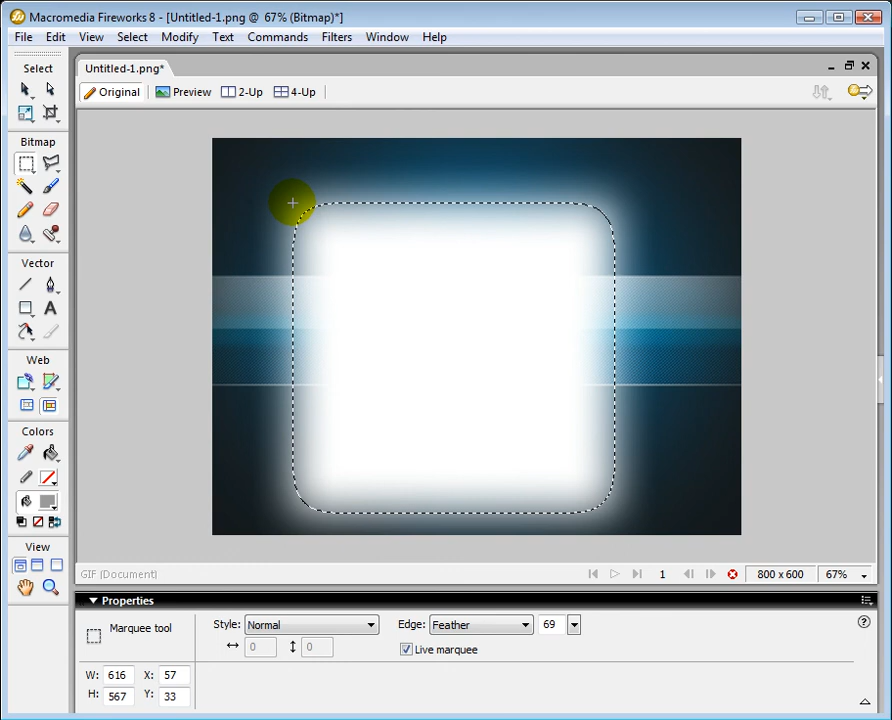 Macromedia Fireworks 8 - [Untitled-1.png @ 67% (Bitmap)*]
File Edit View Select Modify Text Commands Filters Window Help
Select
Untitled-1.png*
Original Preview 2-Up 4-Up
Bitmap
Vector
A
Web
Colors
View
GIF (Document)
1
800 x 600
67%
Properties
Marquee tool
Style: Normal
Edge: Feather 69
0 0
Live marquee
W: 616 X: 57
H: 567 Y: 33